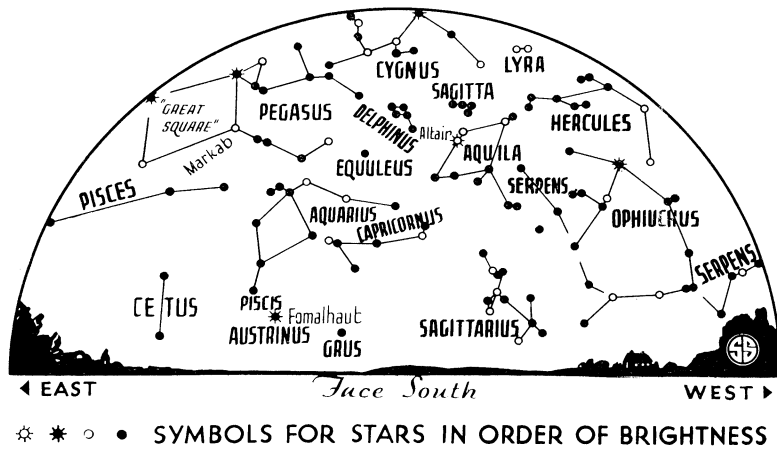 CYGNUS
LYRA
"GREAT
SQUARE"
PEGASUS
SAGITTA
DELPHINUS
HERCULES
Altair
Markab
AQUILA
EQUULEUS
PISCES
SERPENS
AQUARIUS
CAPRICORNUS
OPHIUCHUS
SERPENS
CETUS
PISCIS
AUSTRINUS
Fomalhaut
GRUS
SAGITTARIUS
SS
EAST
Face South
WEST
SYMBOLS FOR STARS IN ORDER OF BRIGHTNESS